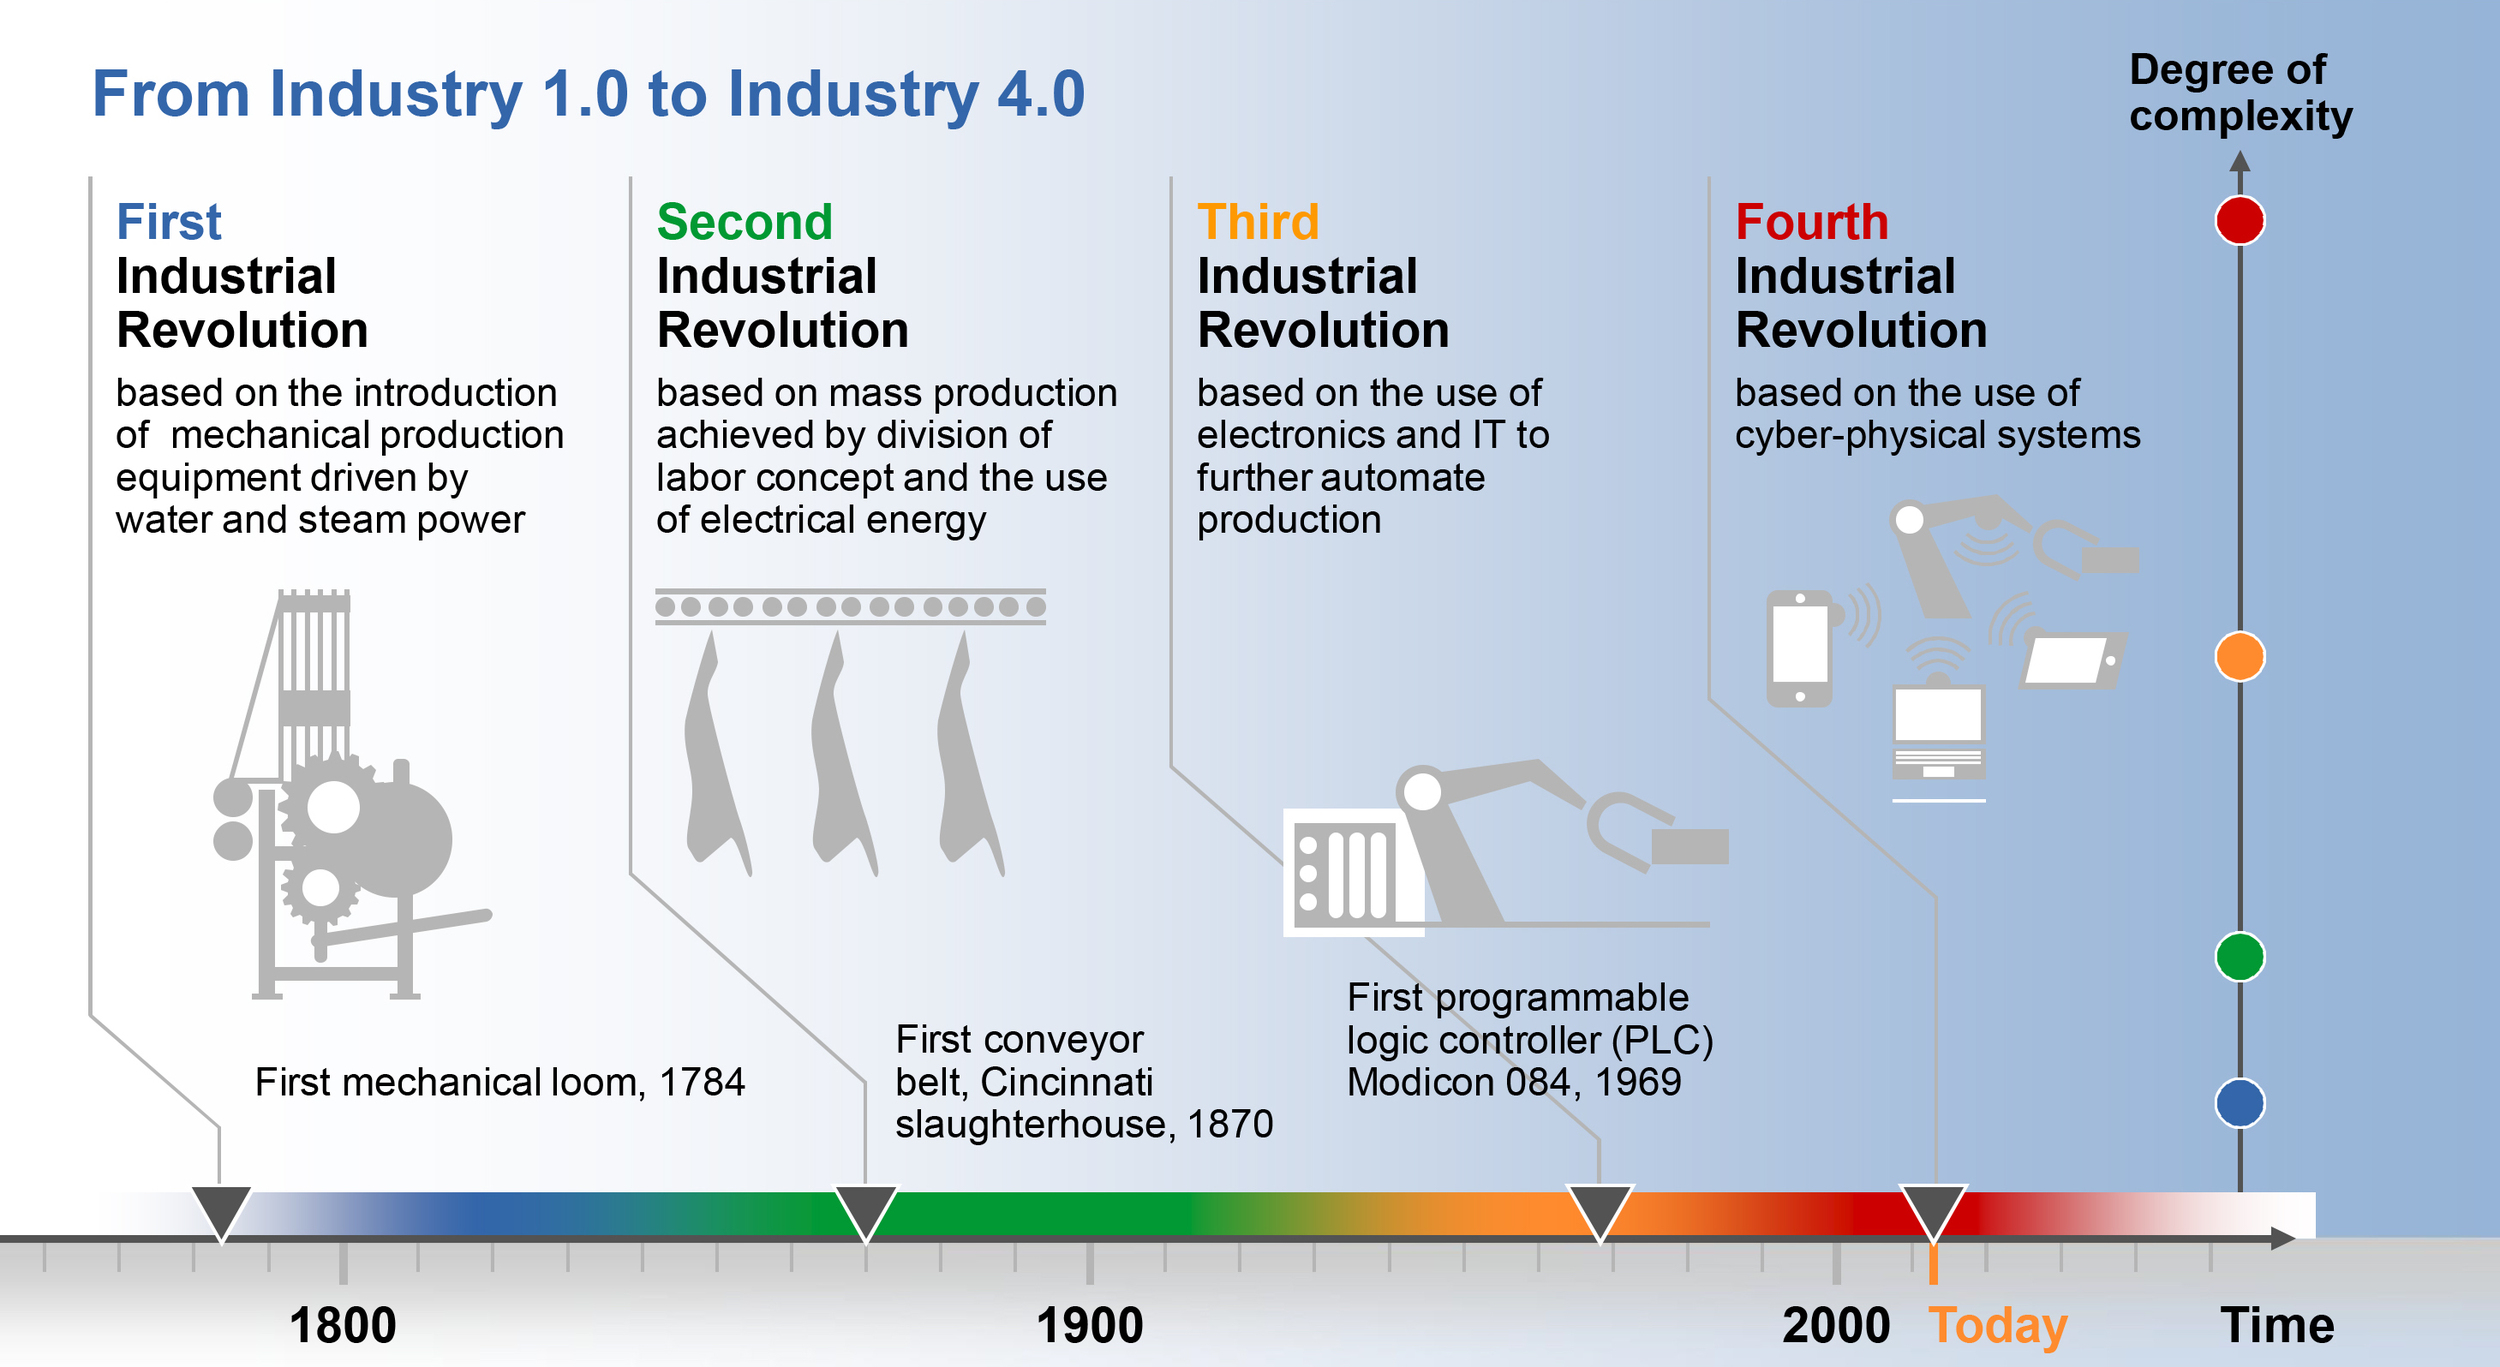 From Industry 1.0 to Industry 4.0
Degree of
complexity
First
Industrial
Revolution
based on the introduction
of mechanical production
equipment driven by
water and steam power
First mechanical loom, 1784
Second
Industrial
Revolution
based on mass production
achieved by division of
labor concept and the use
of electrical energy
First conveyor
belt, Cincinnati
slaughterhouse, 1870
Third
Industrial
Revolution
based on the use of
electronics and IT to
further automate
production
First programmable
logic controller (PLC)
Modicon 084, 1969
Fourth
Industrial
Revolution
based on the use of
cyber-physical systems
1800
1900
2000
Today
Time